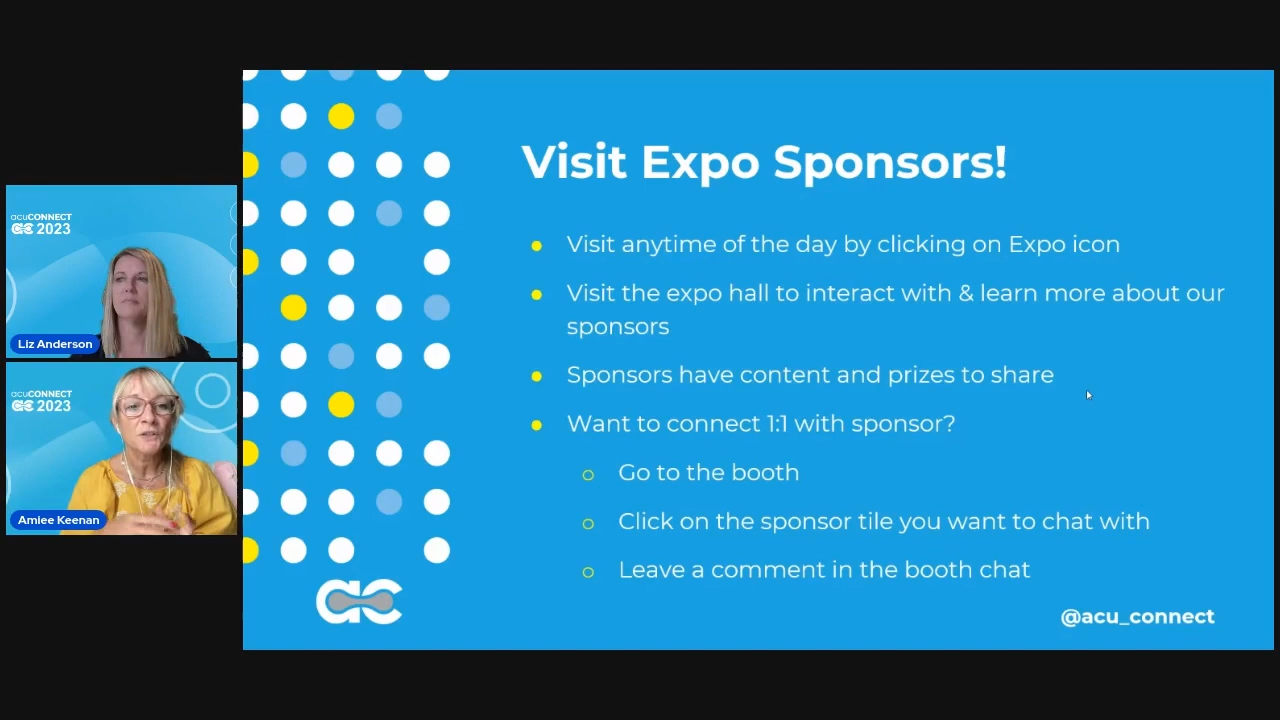 acuCONNECT
ac 2023
Liz Anderson
acuCONNECT
ac 2023
Amlee Keenan
Visit Expo Sponsors!
Visit anytime of the day by clicking on Expo icon
Visit the expo hall to interact with & learn more about our
sponsors
Sponsors have content and prizes to share
Want to connect 1:1 with sponsor?
Go to the booth
Click on the sponsor tile you want to chat with
Leave a comment in the booth chat
ac
@acu_connect